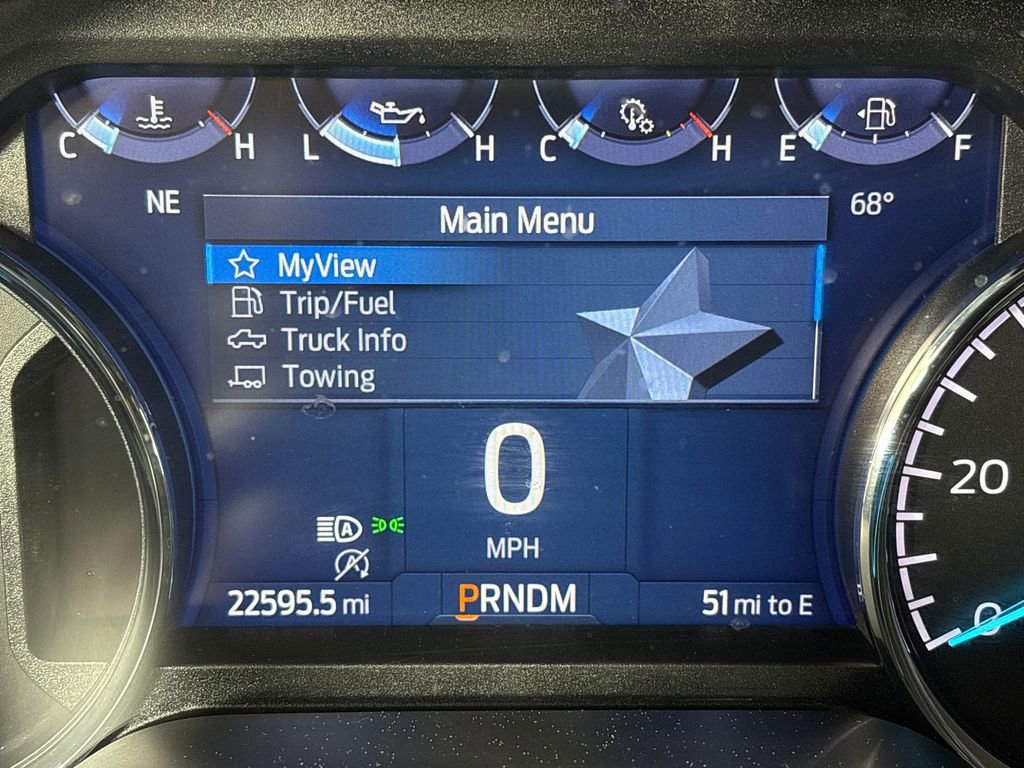 C H L H C H E F
NE 68°
Main Menu
MyView
Trip/Fuel
Truck Info
Towing
0
20
A
MPH
22595.5 mi PRNDM 51 mi to E
0